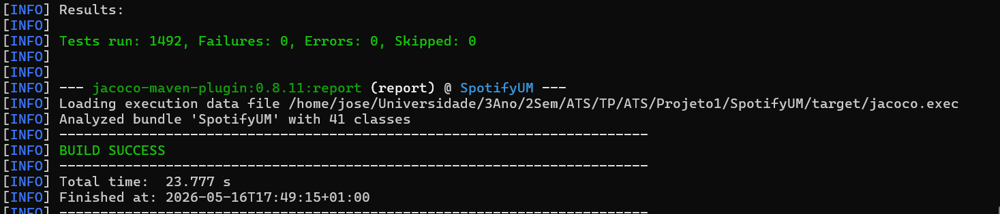 [INFO] Results:
[INFO]
[INFO] Tests run: 1492, Failures: 0, Errors: 0, Skipped: 0
[INFO]
[INFO]
[INFO] --- jacoco-maven-plugin:0.8.11:report (report) @ SpotifyUM ---
[INFO] Loading execution data file /home/jose/Universidade/3Ano/2Sem/ATS/TP/ATS/Projeto1/SpotifyUM/target/jacoco.exec
[INFO] Analyzed bundle 'SpotifyUM' with 41 classes
[INFO] ------------------------------------------------------------------------
[INFO] BUILD SUCCESS
[INFO] ------------------------------------------------------------------------
[INFO] Total time:  23.777 s
[INFO] Finished at: 2026-05-16T17:49:15+01:00
[INFO] ------------------------------------------------------------------------